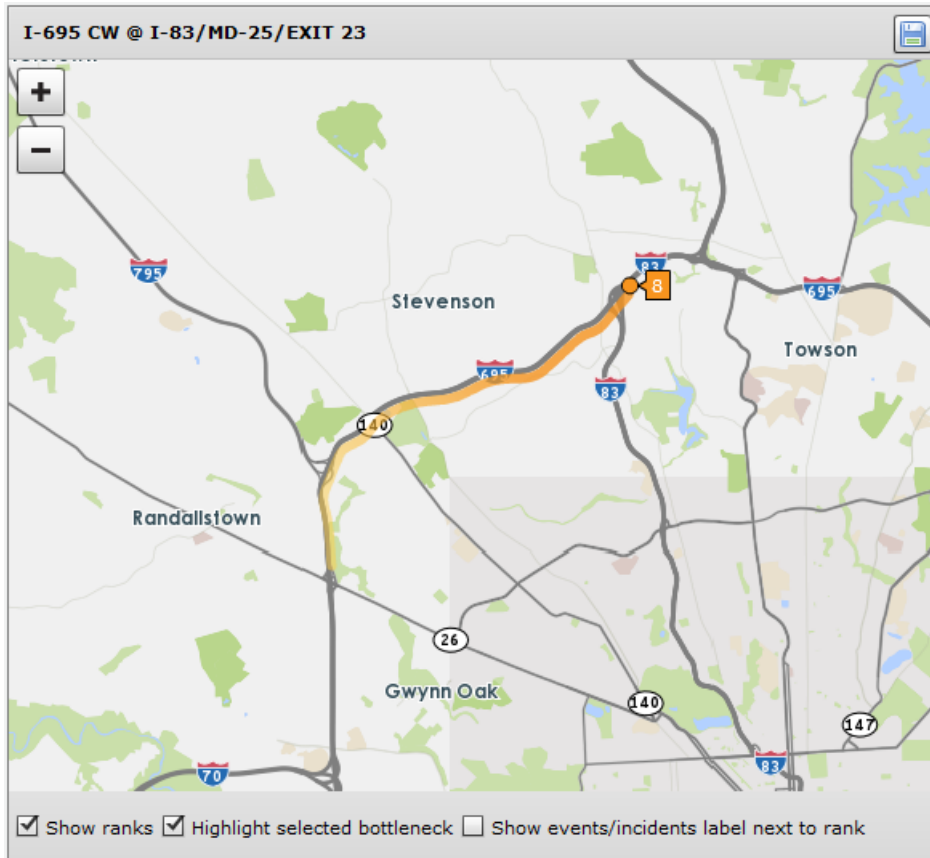 I-695 CW @ I-83/MD-25/EXIT 23
+
−
795
83
8
695
Stevenson
Towson
695
83
140
Randallstown
26
Gwynn Oak
140
147
70
83
Show ranks Highlight selected bottleneck Show events/incidents label next to rank